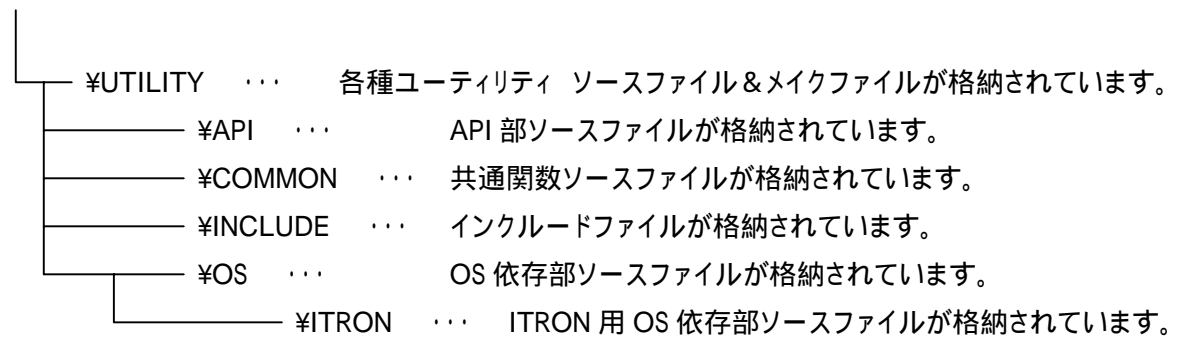 ¥UTILITY ・・・ 各種ユーティリティ ソースファイル＆メイクファイルが格納されています。
¥API ・・・ API 部ソースファイルが格納されています。
¥COMMON ・・・ 共通関数ソースファイルが格納されています。
¥INCLUDE ・・・ インクルードファイルが格納されています。
¥OS ・・・ OS 依存部ソースファイルが格納されています。
¥ITRON ・・・ ITRON 用 OS 依存部ソースファイルが格納されています。